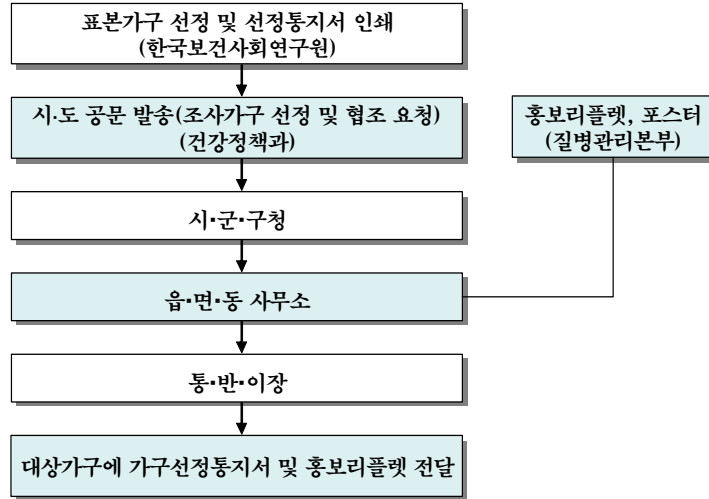 표본가구 선정 및 선정통지서 인쇄
(한국보건사회연구원)
시·도 공문 발송(조사가구 선정 및 협조 요청)
(건강정책과)
홍보리플렛, 포스터
(질병관리본부)
시·군·구청
읍·면·동 사무소
통·반·이장
대상가구에 가구선정통지서 및 홍보리플렛 전달